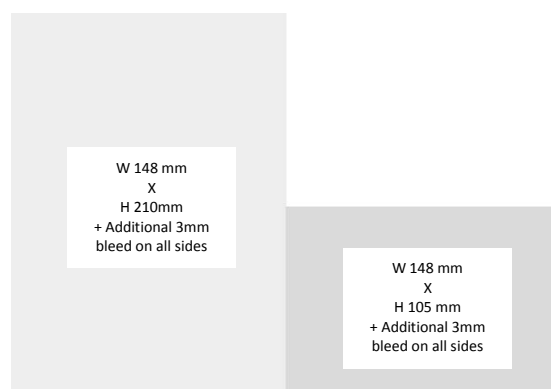 W 148 mm
X
H 210mm
+ Additional 3mm
bleed on all sides
W 148 mm
X
H 105 mm
+ Additional 3mm
bleed on all sides